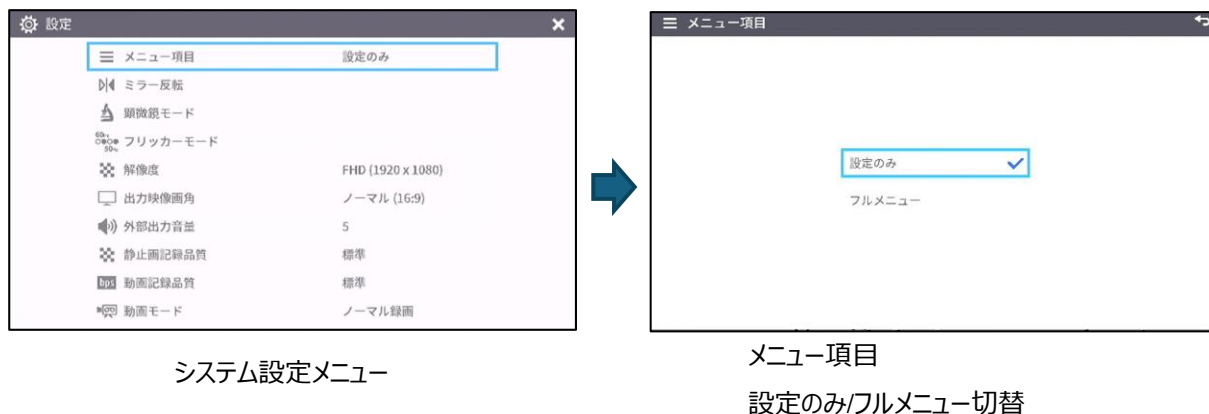 設定
メニュー項目 設定のみ
ミラー反転
顕微鏡モード
60Hz 50Hz フリッカーモード
解像度 FHD (1920 x 1080)
出力映像画角 ノーマル (16:9)
外部出力音量 5
静止画記録品質 標準
bps 動画記録品質 標準
動画モード ノーマル録画
システム設定メニュー
メニュー項目
設定のみ
フルメニュー
メニュー項目
設定のみ/フルメニュー切替